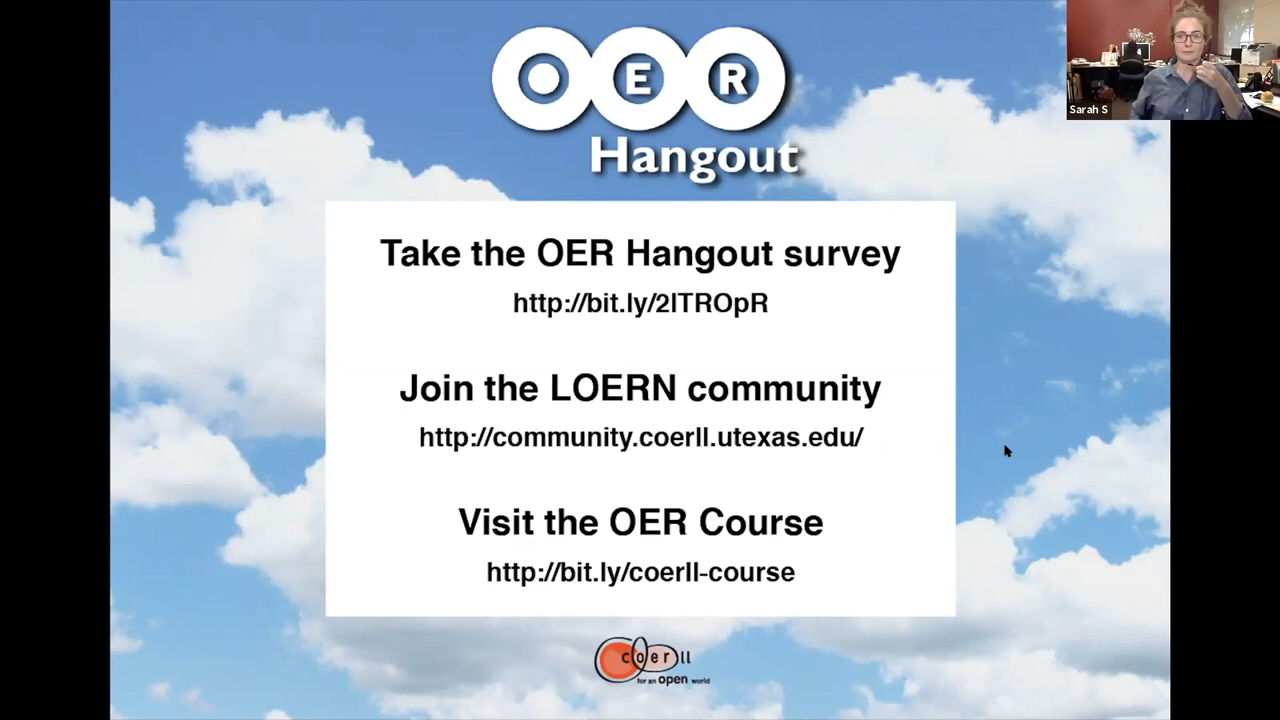 OER
Hangout
Sarah S
Take the OER Hangout survey
http://bit.ly/2lTROpR
Join the LOERN community
http://community.coerll.utexas.edu/
Visit the OER Course
http://bit.ly/coerll-course
coerll
for an open world